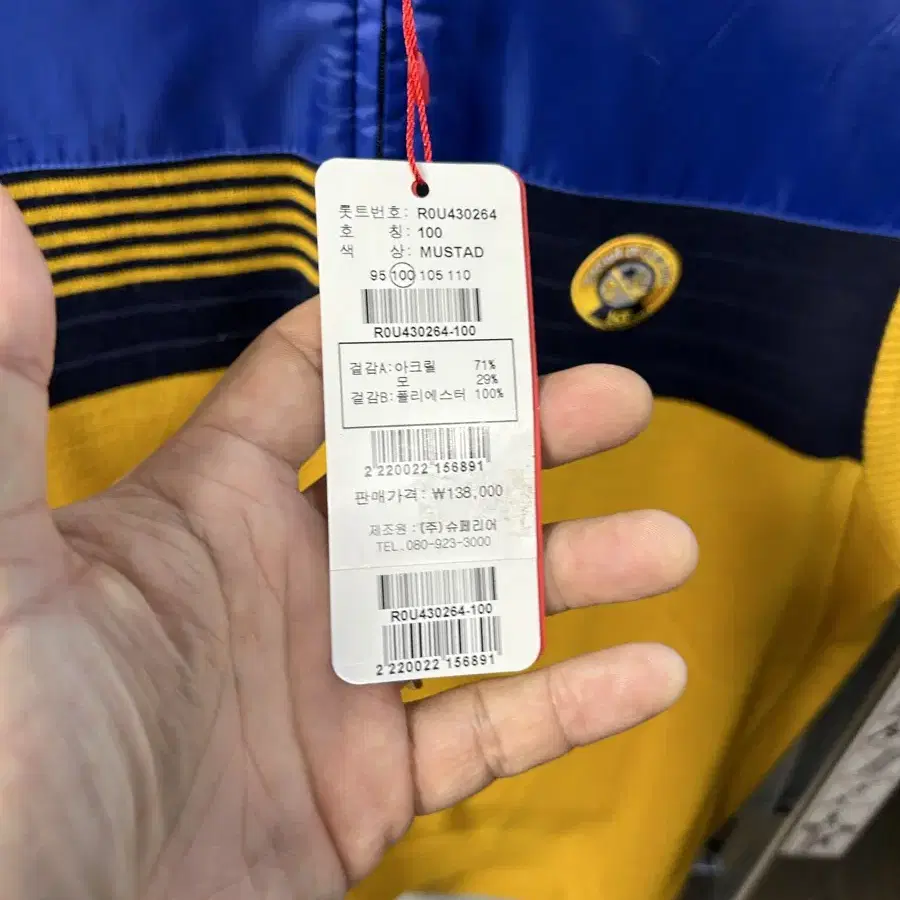 롯트번호: R0U430264
호 칭: 100
색 상: MUSTAD
95 100 105 110
R0U430264-100
겉감A: 아크릴 71%
모 29%
겉감B: 폴리에스터 100%
2 220022 156891
판매가격: ₩138,000
제조원 : (주)슈페리어
TEL.080-923-3000
R0U430264-100
2 220022 156891